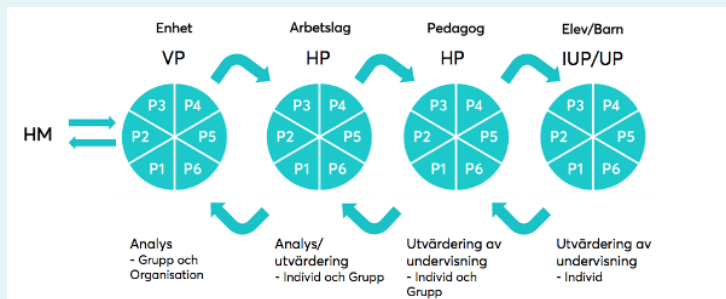 Enhet
Arbetslag
Pedagog
Elev/Barn
VP
HP
HP
IUP/UP
HM
P3 P4
P2 P5
P1 P6
P3 P4
P2 P5
P1 P6
P3 P4
P2 P5
P1 P6
P3 P4
P2 P5
P1 P6
Analys
- Grupp och
Organisation
Analys/
utvärdering
- Individ och Grupp
Utvärdering av
undervisning
- Individ och
Grupp
Utvärdering av
undervisning
- Individ